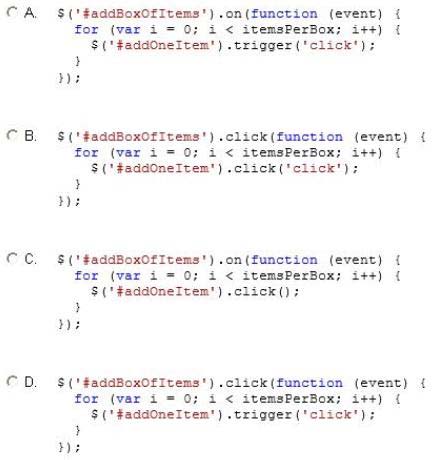 A. $('#addBoxOfItems').on(function (event) {
for (var i = 0; i < itemsPerBox; i++) {
$('#addOneItem').trigger('click');
}
});
B. $('#addBoxOfItems').click(function (event) {
for (var i = 0; i < itemsPerBox; i++) {
$('#addOneItem').click('click');
}
});
C. $('#addBoxOfItems').on(function (event) {
for (var i = 0; i < itemsPerBox; i++) {
$('#addOneItem').click();
}
});
D. $('#addBoxOfItems').click(function (event) {
for (var i = 0; i < itemsPerBox; i++) {
$('#addOneItem').trigger('click');
}
});